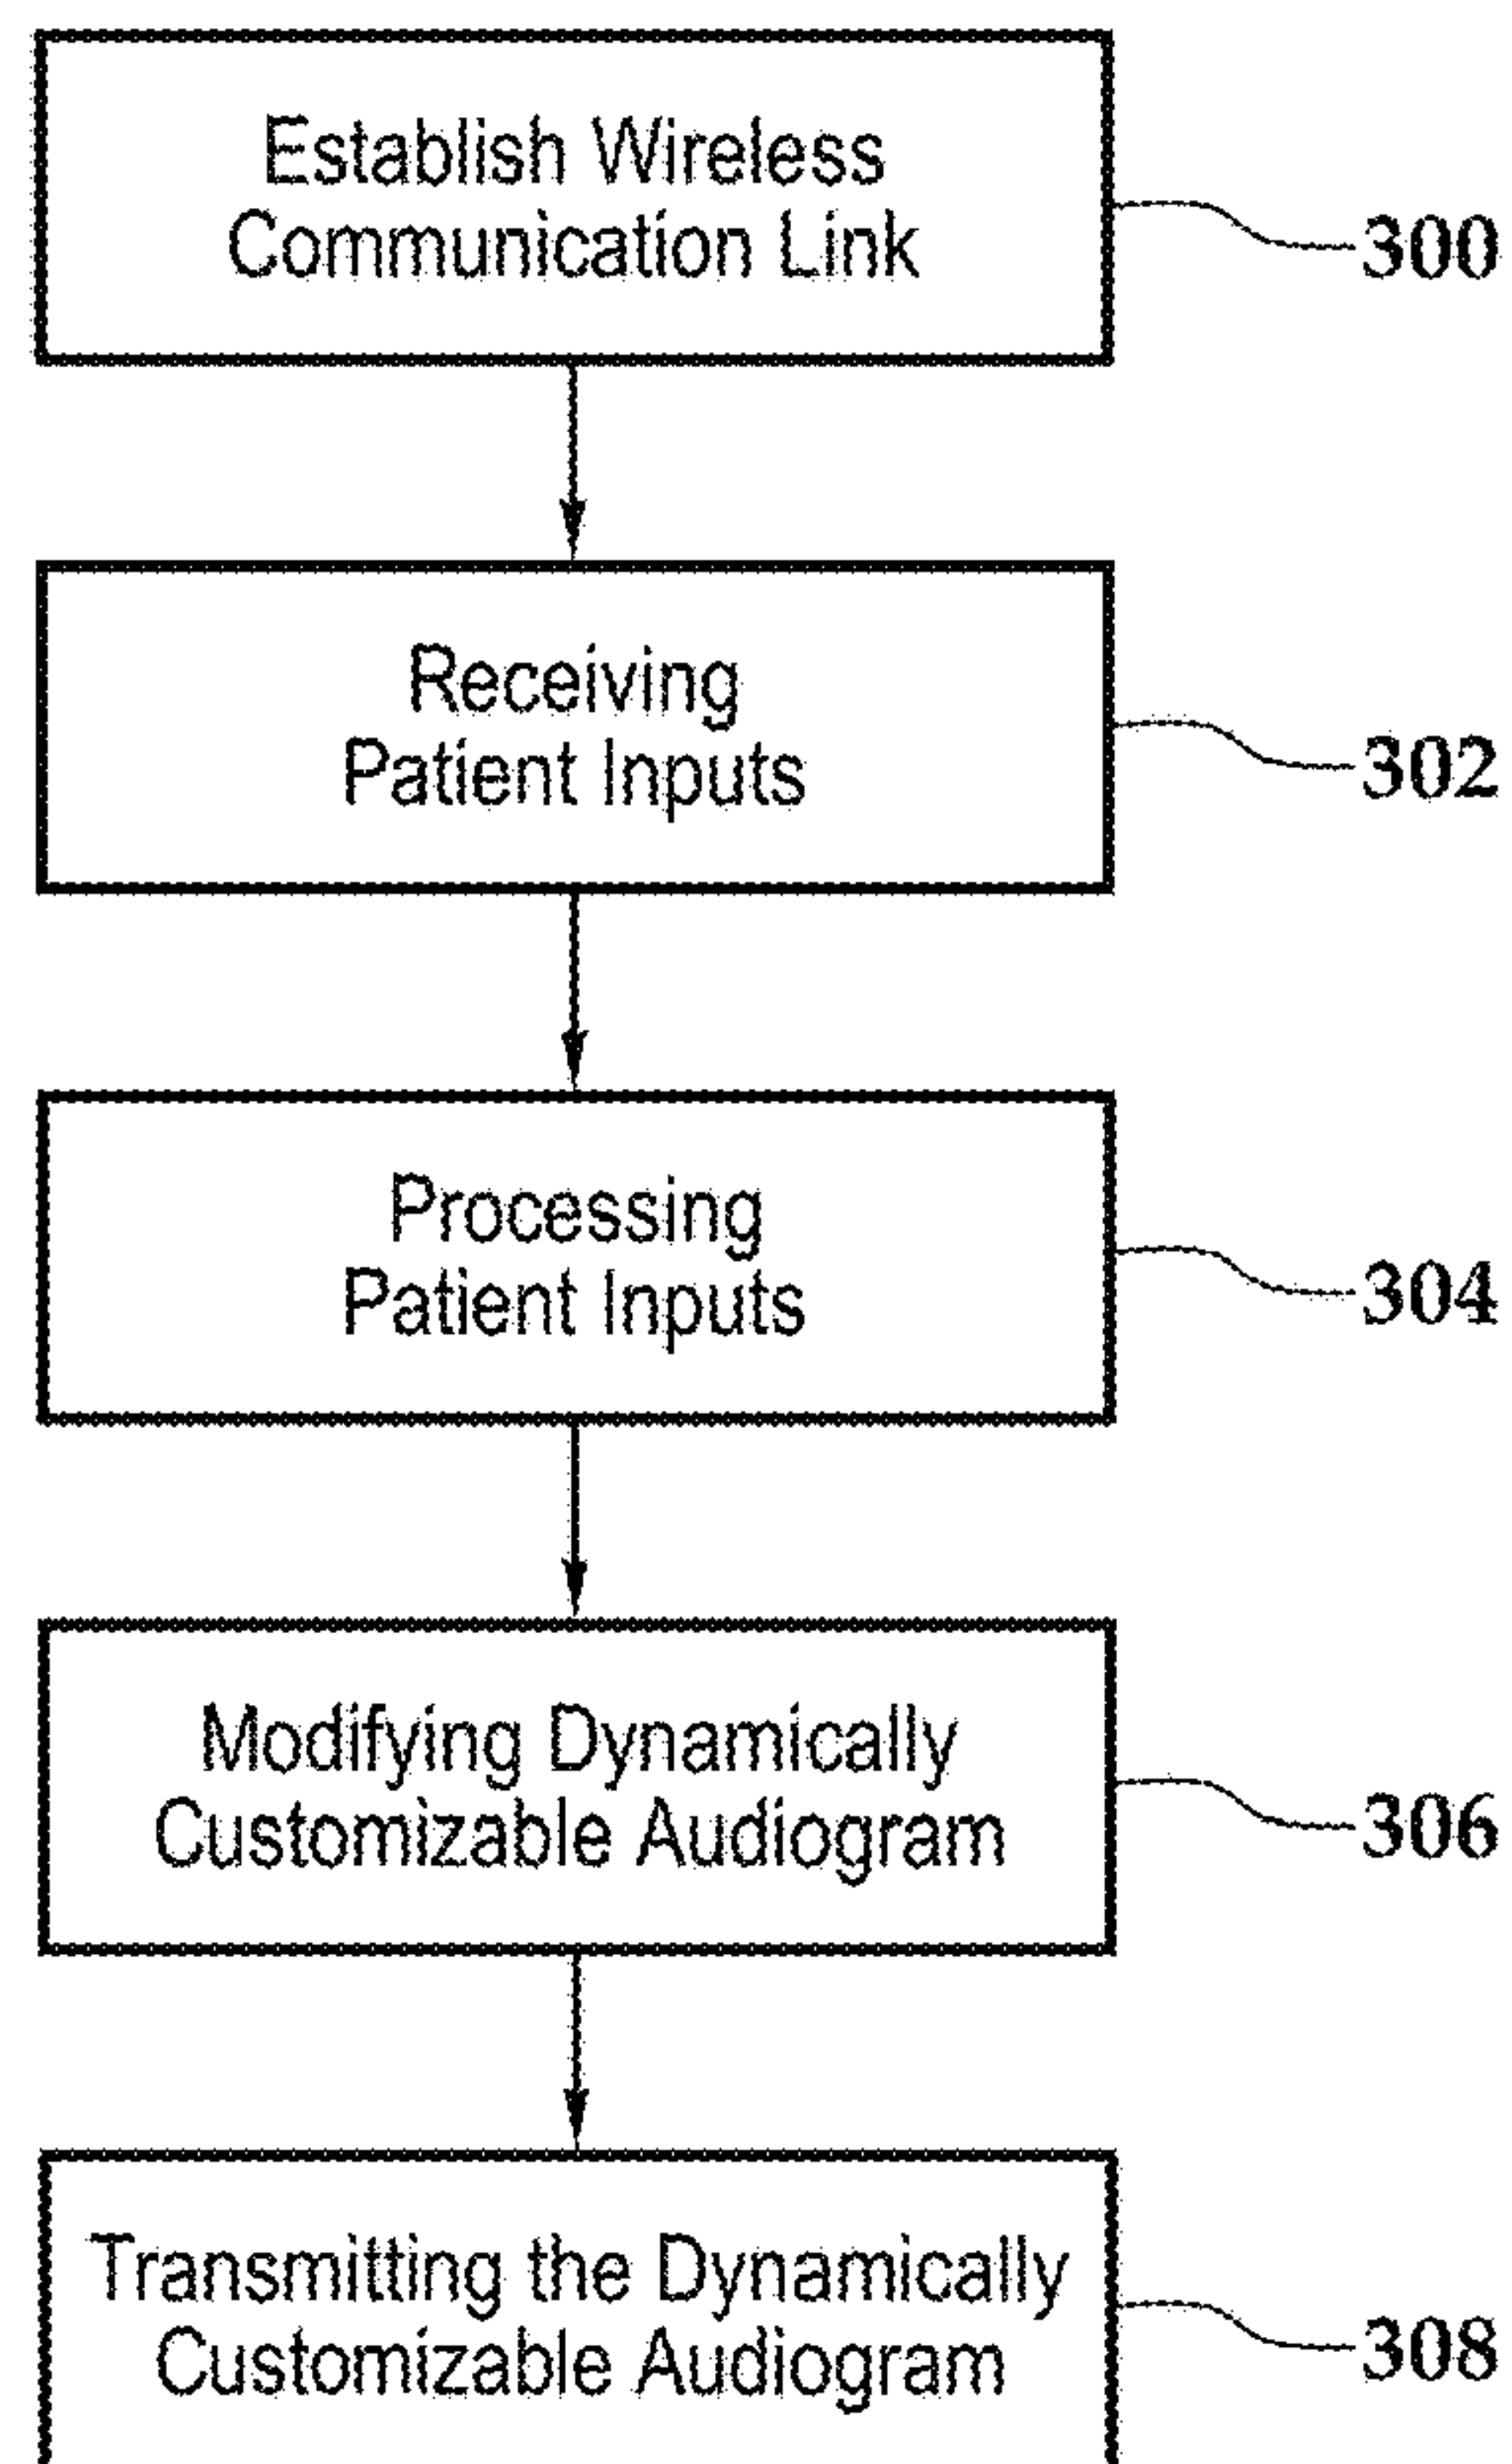 Establish Wireless
Communication Link
300
Receiving
Patient Inputs
302
Processing
Patient Inputs
304
Modifying Dynamically
Customizable Audiogram
306
Transmitting the Dynamically
Customizable Audiogram
308